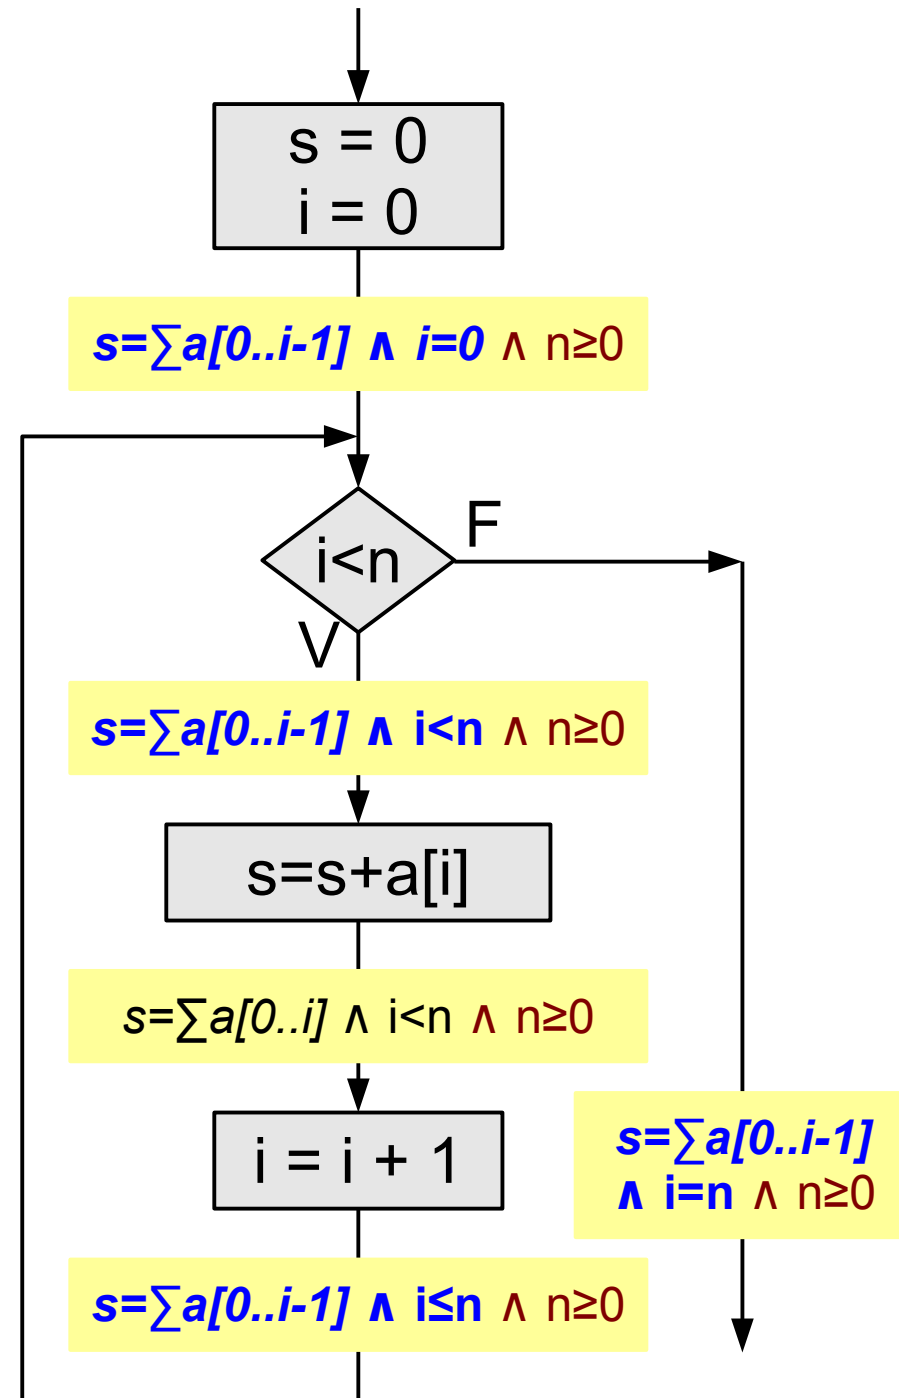 s = 0
i = 0
s=∑a[0..i-1] ∧ i=0 ∧ n≥0
i<n
F
V
s=∑a[0..i-1] ∧ i<n ∧ n≥0
s=s+a[i]
s=∑a[0..i] ∧ i<n ∧ n≥0
i = i + 1
s=∑a[0..i-1] ∧ i≤n ∧ n≥0
s=∑a[0..i-1]
∧ i=n ∧ n≥0